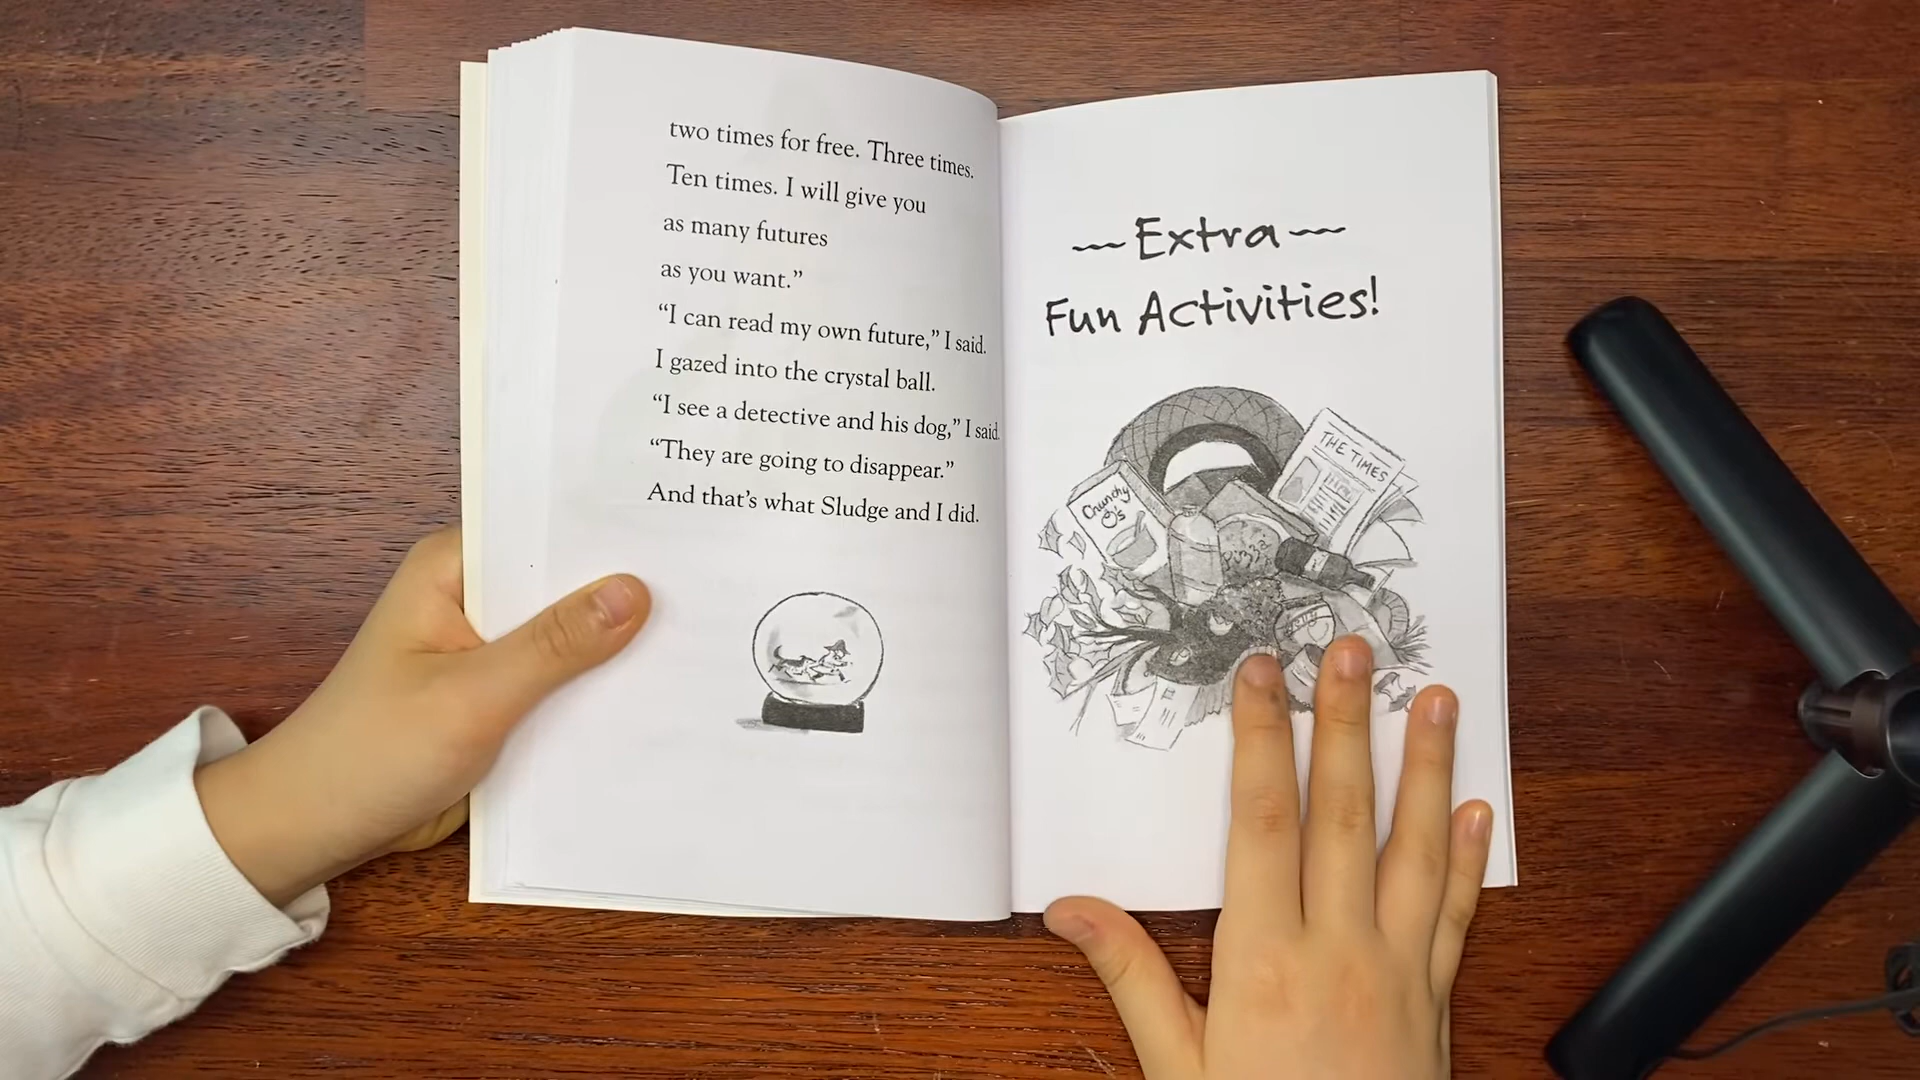 two times for free. Three times.
Ten times. I will give you
as many futures
as you want.”
“I can read my own future,” I said.
I gazed into the crystal ball.
“I see a detective and his dog,” I said.
“They are going to disappear.”
And that’s what Sludge and I did.
Extra
Fun Activities!
THE TIMES
Crunchy
O's
Pizza